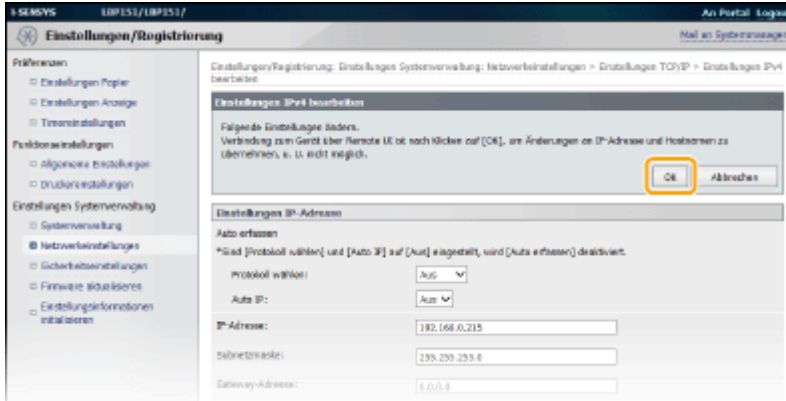 i-SENSYS LBP151/LBP151/ An Portal Logou
Einstellungen/Registrierung Mail an Systemmanager
Präferenzen
Einstellungen Papier
Einstellungen Anzeige
Timereinstellungen
Funktionseinstellungen
Allgemeine Einstellungen
Druckereinstellungen
Einstellungen Systemverwaltung
Systemverwaltung
Netzwerkeinstellungen
Sicherheitseinstellungen
Firmware aktualisieren
Einstellungsinformationen
initialisieren
Einstellungen/Registrierung: Einstellungen Systemverwaltung: Netzwerkeinstellungen > Einstellungen TCP/IP > Einstellungen IPv4
bearbeiten
Einstellungen IPv4 bearbeiten
Folgende Einstellungen ändern.
Verbindung zum Gerät über Remote UI ist nach Klicken auf [OK], um Änderungen an IP-Adresse und Hostnamen zu
übernehmen, u. U. nicht möglich.
OK Abbrechen
Einstellungen IP-Adresse
Auto erfassen
*Sind [Protokoll wählen] und [Auto IP] auf [Aus] eingestellt, wird [Auto erfassen] deaktiviert.
Protokoll wählen: Aus
Auto IP: Aus
IP-Adresse: 192.168.0.215
Subnetzmaske: 255.255.255.0
Gateway-Adresse: 0.0.0.0